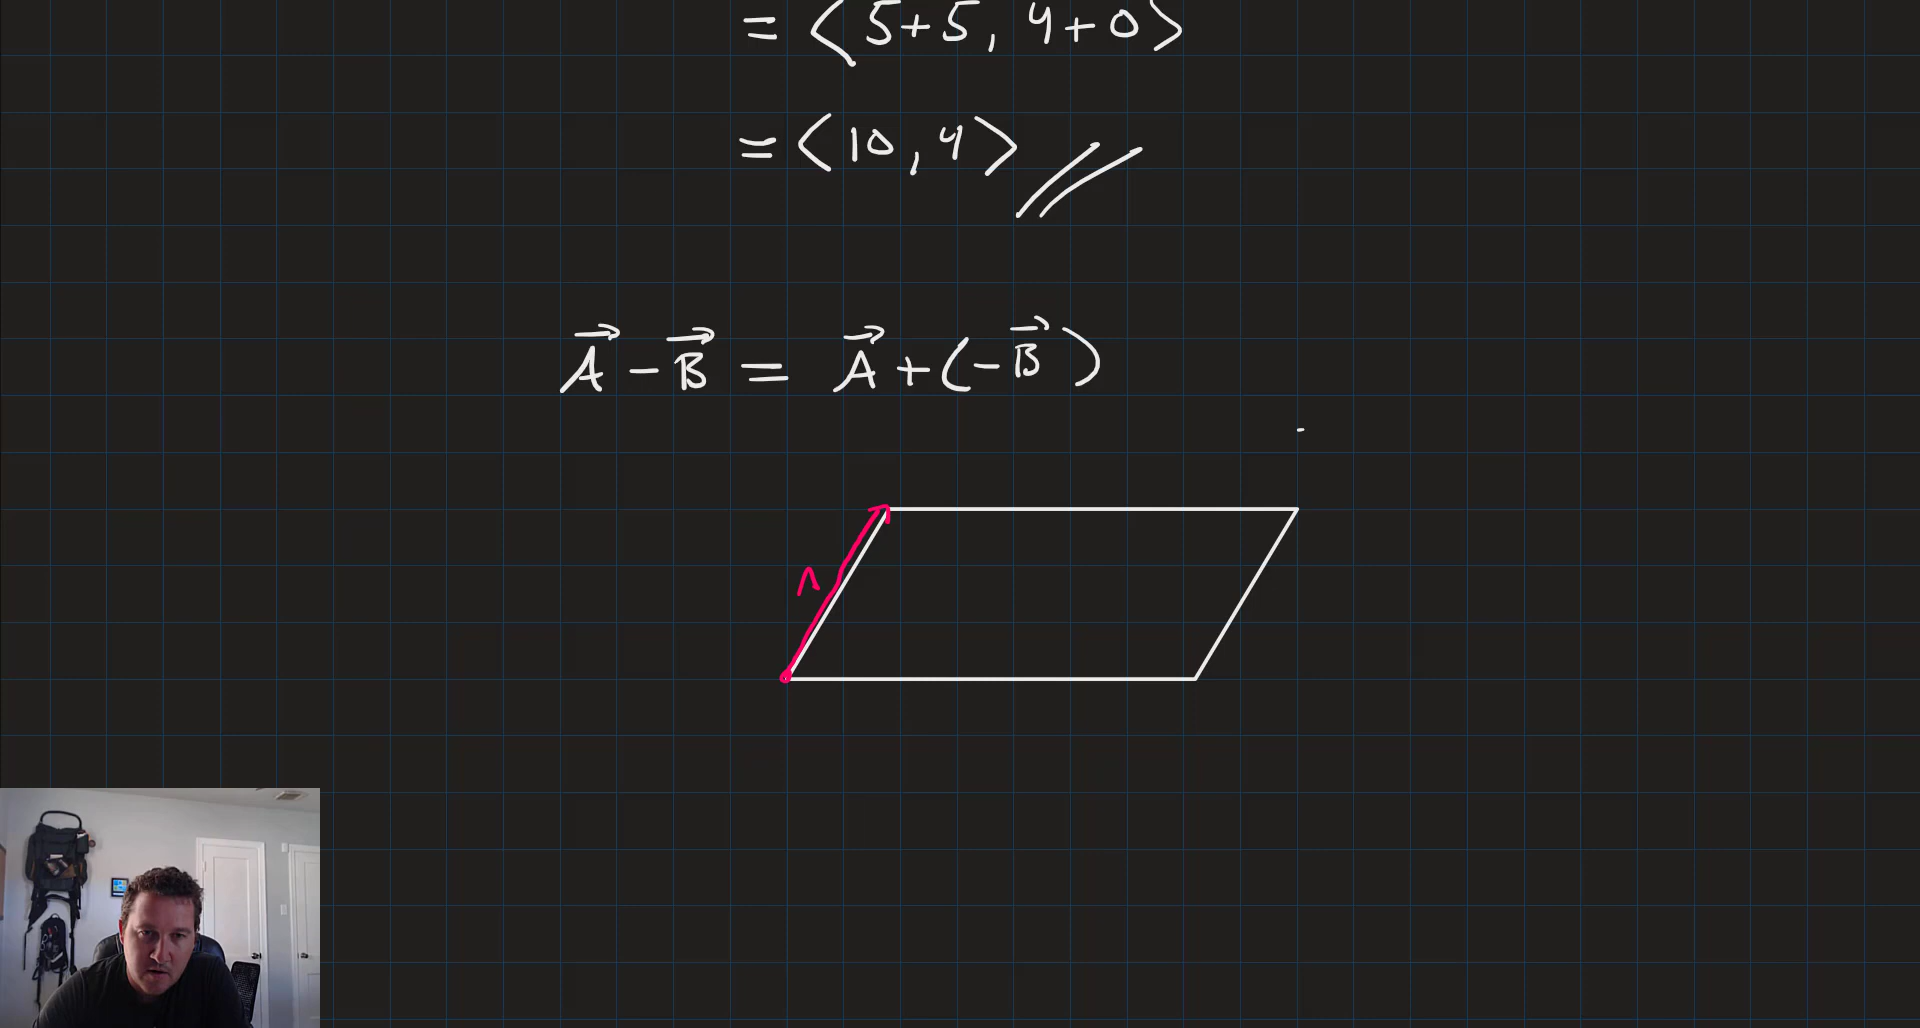 = ⟨5+5, 4+0⟩
= ⟨10, 4⟩
A⃗ - B⃗ = A⃗ + (-B⃗)